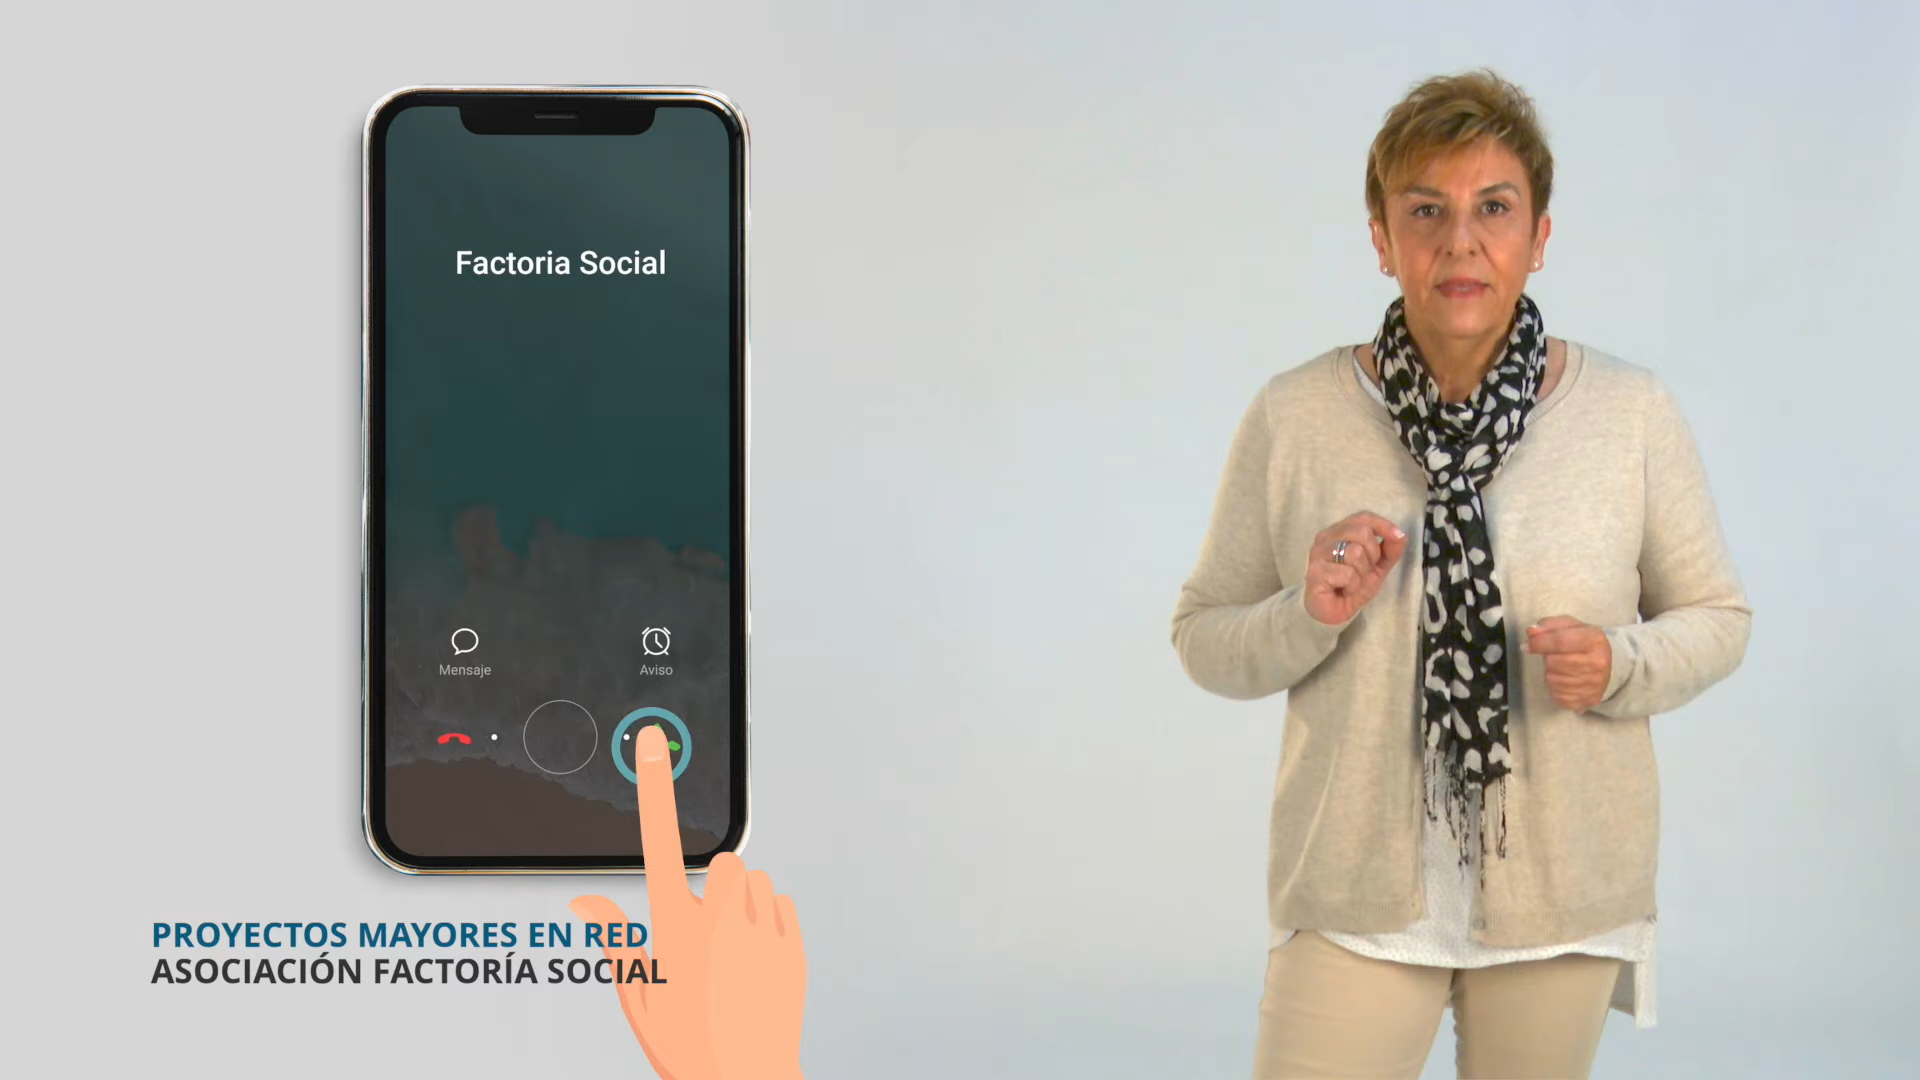 Factoria Social
Mensaje
Aviso
PROYECTOS MAYORES EN RED
ASOCIACIÓN FACTORÍA SOCIAL